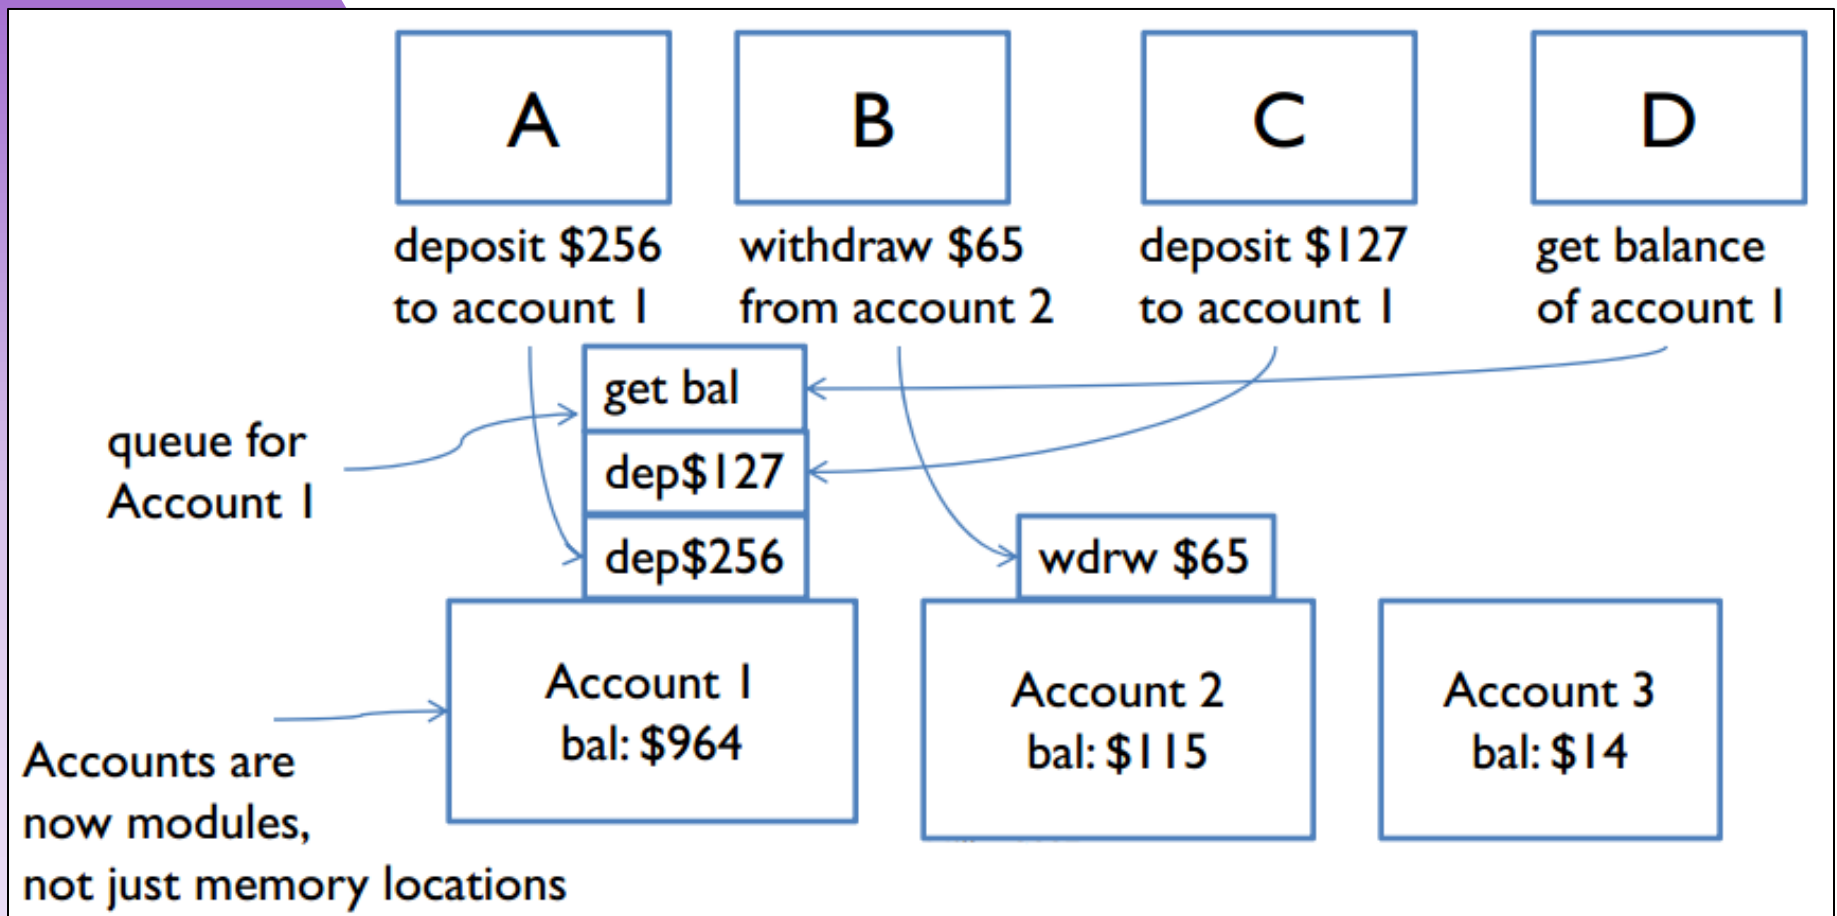 A
B
C
D
deposit $256
to account 1
withdraw $65
from account 2
deposit $127
to account 1
get balance
of account 1
get bal
dep$127
dep$256
queue for
Account 1
wdrw $65
Account 1
bal: $964
Account 2
bal: $115
Account 3
bal: $14
Accounts are
now modules,
not just memory locations